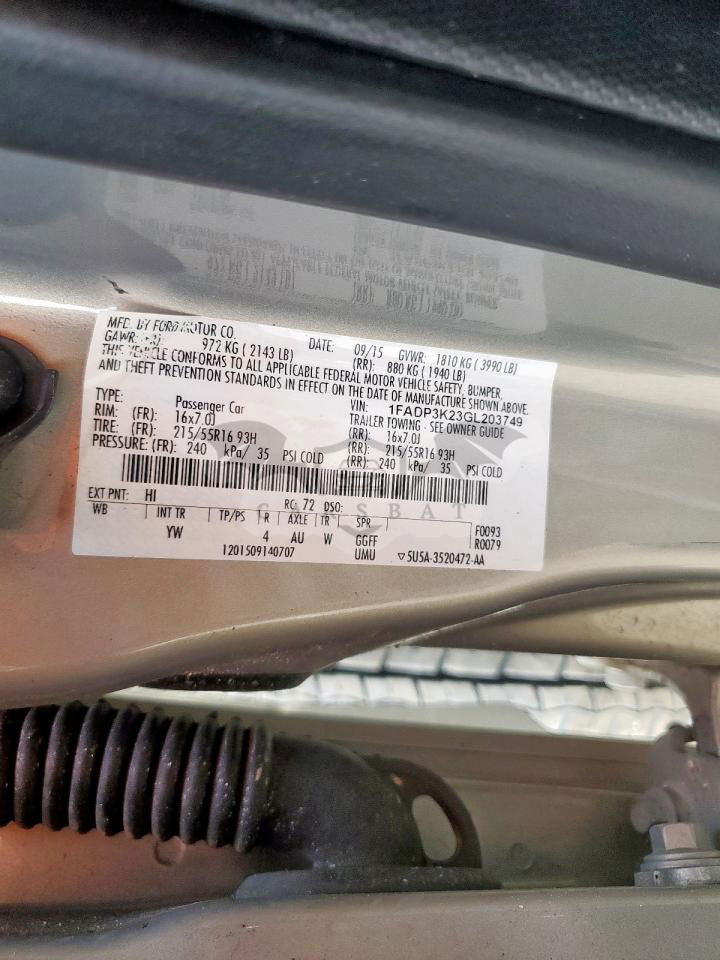 MFD. BY FORD MOTOR CO. DATE: 09/15 GVWR: 1810 KG ( 3990 LB)
GAWR: 972 KG ( 2143 LB) (RR): 880 KG ( 1940 LB)
THIS VEHICLE CONFORMS TO ALL APPLICABLE FEDERAL MOTOR VEHICLE SAFETY, BUMPER,
AND THEFT PREVENTION STANDARDS IN EFFECT ON THE DATE OF MANUFACTURE SHOWN ABOVE.
VIN: 1FADP3K23GL203749
TYPE: Passenger Car TRAILER TOWING - SEE OWNER GUIDE
RIM: (FR): 16x7.0J (RR): 16x7.0J
TIRE: (FR): 215/55R16 93H (RR): 215/55R16 93H
PRESSURE: (FR): 240 kPa/ 35 PSI COLD (RR): 240 kPa/ 35 PSI COLD
EXT PNT: HI RC: 72 DSO:
WB INT TR TP/PS R AXLE TR SPR F0093
YW 4 AU W GGFF R0079
1201509140707 UMU ▽5U5A-3520472-AA